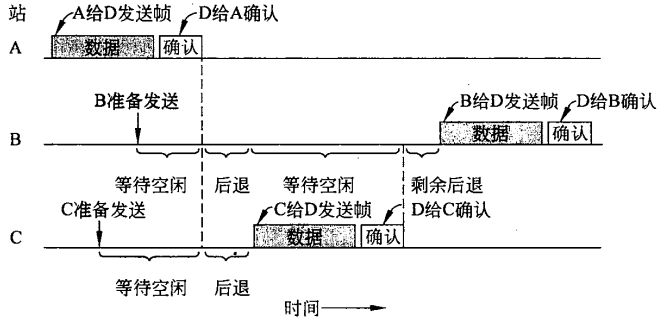 站
A给D发送帧
D给A确认
A
数据
确认
B准备发送
B给D发送帧
D给B确认
B
数据
确认
等待空闲
后退
等待空闲
剩余后退
C准备发送
C给D发送帧
D给C确认
C
数据
确认
等待空闲
后退
时间